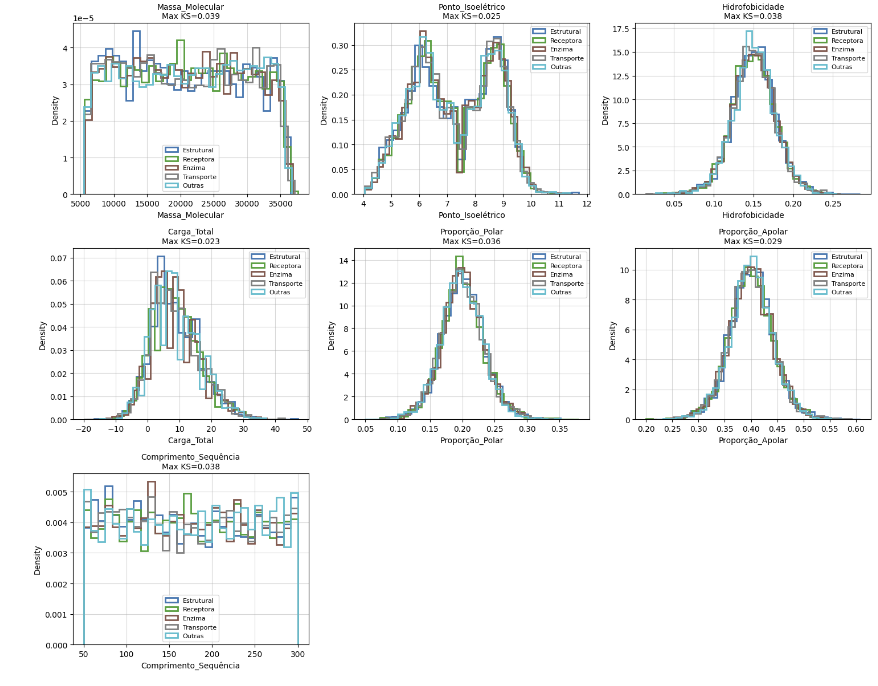 Massa_Molecular
Max KS=0.039
1e−5
Density
4
3
2
1
0
Estrutural
Receptora
Enzima
Transporte
Outras
5000 10000 15000 20000 25000 30000 35000
Massa_Molecular
Ponto_Isoelétrico
Max KS=0.025
Density
0.30
0.25
0.20
0.15
0.10
0.05
0.00
Estrutural
Receptora
Enzima
Transporte
Outras
4 5 6 7 8 9 10 11 12
Ponto_Isoelétrico
Hidrofobicidade
Max KS=0.038
Density
17.5
15.0
12.5
10.0
7.5
5.0
2.5
0.0
Estrutural
Receptora
Enzima
Transporte
Outras
0.05 0.10 0.15 0.20 0.25
Hidrofobicidade
Carga_Total
Max KS=0.023
Density
0.07
0.06
0.05
0.04
0.03
0.02
0.01
0.00
Estrutural
Receptora
Enzima
Transporte
Outras
−20 −10 0 10 20 30 40 50
Carga_Total
Proporção_Polar
Max KS=0.036
Density
14
12
10
8
6
4
2
0
Estrutural
Receptora
Enzima
Transporte
Outras
0.05 0.10 0.15 0.20 0.25 0.30 0.35
Proporção_Polar
Proporção_Apolar
Max KS=0.029
Density
10
8
6
4
2
0
Estrutural
Receptora
Enzima
Transporte
Outras
0.20 0.25 0.30 0.35 0.40 0.45 0.50 0.55 0.60
Proporção_Apolar
Comprimento_Sequência
Max KS=0.038
Density
0.005
0.004
0.003
0.002
0.001
0.000
Estrutural
Receptora
Enzima
Transporte
Outras
50 100 150 200 250 300
Comprimento_Sequência